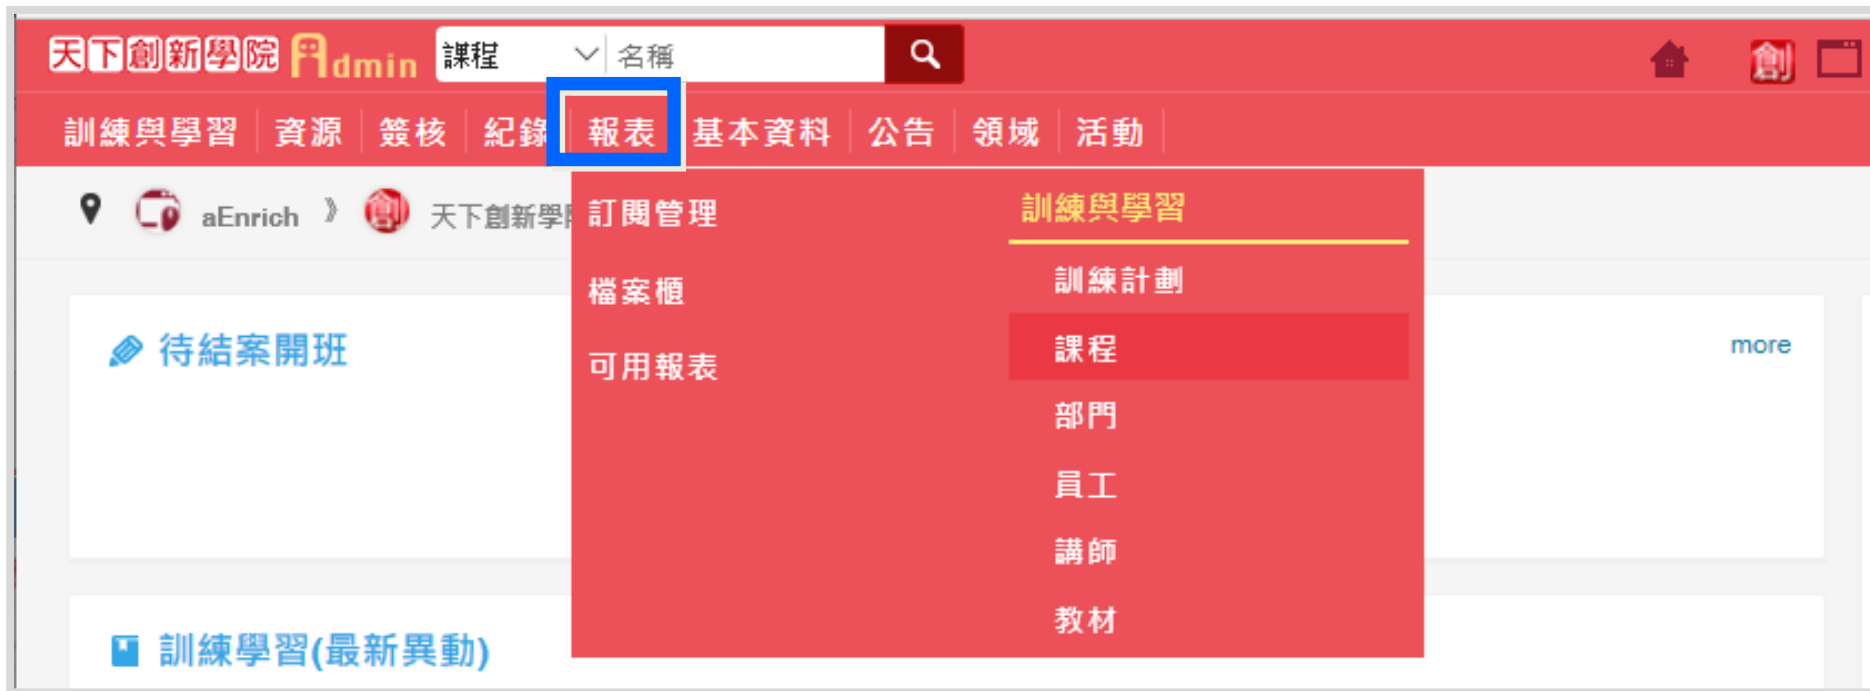 天下創新學院 Admin 課程 名稱
創
訓練與學習 資源 簽核 紀錄 報表 基本資料 公告 領域 活動
aEnrich 》 創 天下創新學
訂閱管理
檔案櫃
可用報表
訓練與學習
訓練計劃
課程
部門
員工
講師
教材
待結案開班
more
訓練學習(最新異動)